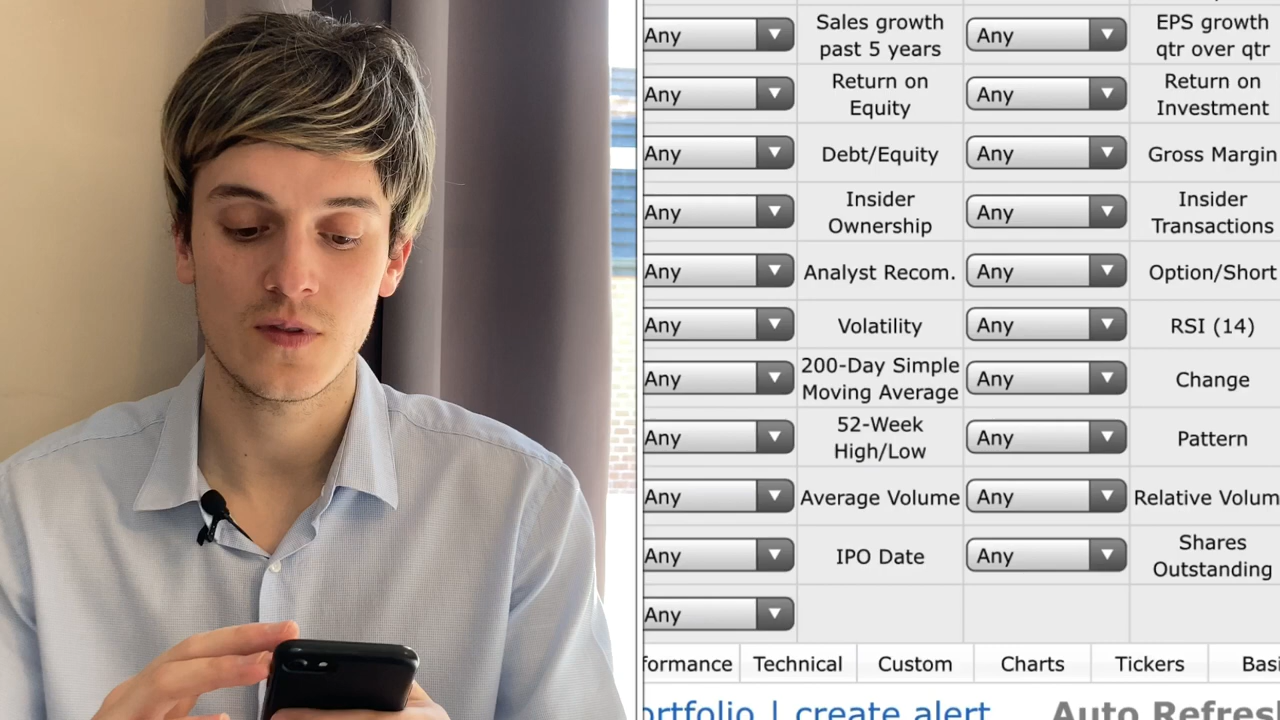 Any
Sales growth
past 5 years
Any
EPS growth
qtr over qtr
Any
Return on
Equity
Any
Return on
Investment
Any
Debt/Equity
Any
Gross Margin
Any
Insider
Ownership
Any
Insider
Transactions
Any
Analyst Recom.
Any
Option/Short
Any
Volatility
Any
RSI (14)
Any
200-Day Simple
Moving Average
Any
Change
Any
52-Week
High/Low
Any
Pattern
Any
Average Volume
Any
Relative Volum
Any
IPO Date
Any
Shares
Outstanding
Any
formance
Technical
Custom
Charts
Tickers
Basi
ortfolio | create alert
Auto Refres